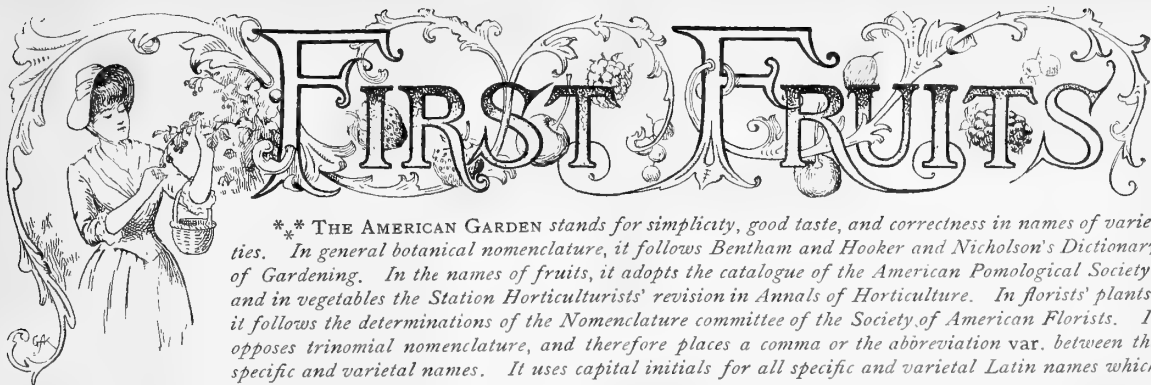 FIRST FRUITS
*** THE AMERICAN GARDEN stands for simplicity, good taste, and correctness in names of varie
ties. In general botanical nomenclature, it follows Bentham and Hooker and Nicholson's Dictionar
of Gardening. In the names of fruits, it adopts the catalogue of the American Pomological Society
and in vegetables the Station Horticulturists' revision in Annals of Horticulture. In florists' plants
it follows the determinations of the Nomenclature committee of the Society of American Florists. I
opposes trinomial nomenclature, and therefore places a comma or the abbreviation var. between th
specific and varietal names. It uses capital initials for all specific and varietal Latin names which